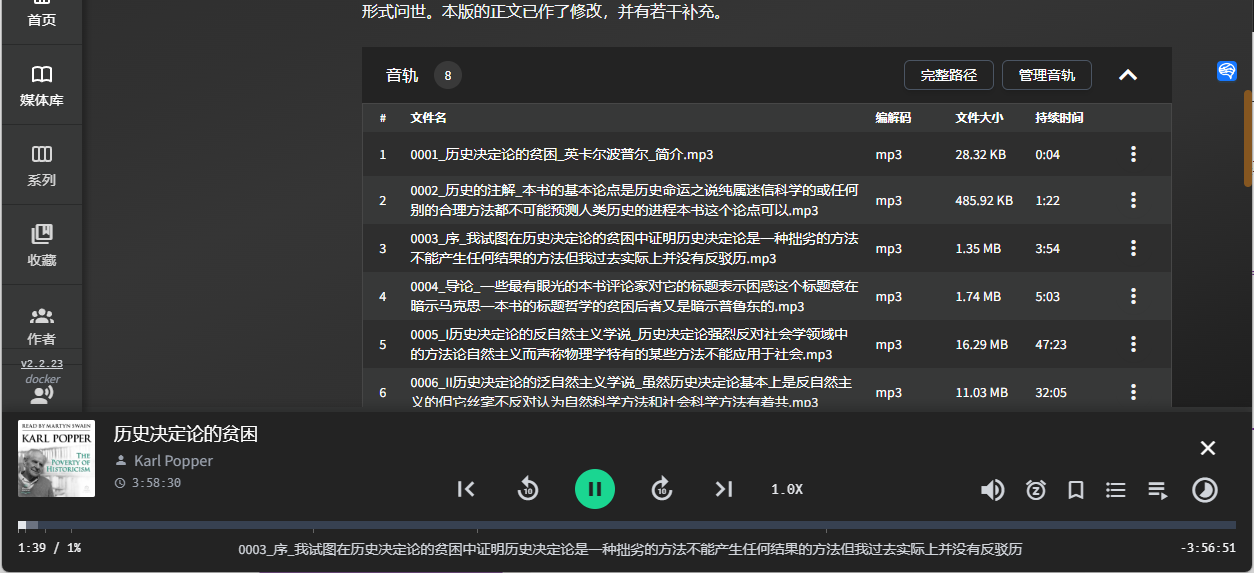 形式问世。本版的正文已作了修改，并有若干补充。
首页
媒体库
系列
收藏
作者
v2.2.23
docker
音轨 8 完整路径 管理音轨
# 文件名 编解码 文件大小 持续时间
1 0001_历史决定论的贫困_英卡尔波普尔_简介.mp3 mp3 28.32 KB 0:04
2 0002_历史的注解_本书的基本论点是历史命运之说纯属迷信科学的或任何
别的合理方法都不可能预测人类历史的进程本书这个论点可以.mp3 mp3 485.92 KB 1:22
3 0003_序_我试图在历史决定论的贫困中证明历史决定论是一种拙劣的方法
不能产生任何结果的方法但我过去实际上并没有反驳历.mp3 mp3 1.35 MB 3:54
4 0004_导论_一些最有眼光的本书评论家对它的标题表示困惑这个标题意在
暗示马克思一本书的标题哲学的贫困后者又是暗示普鲁东的.mp3 mp3 1.74 MB 5:03
5 0005_I历史决定论的反自然主义学说_历史决定论强烈反对社会学领域中
的方法论自然主义而声称物理学特有的某些方法不能应用于社会.mp3 mp3 16.29 MB 47:23
6 0006_II历史决定论的泛自然主义学说_虽然历史决定论基本上是反自然主
义的但它丝毫不反对认为自然科学方法和社会科学方法有着共.mp3 mp3 11.03 MB 32:05
READ BY MARTYN SWAIN
KARL POPPER
THE
POVERTY OF
HISTORICISM
历史决定论的贫困
Karl Popper
3:58:30
10
10
1.0X
1:39 / 1%
0003_序_我试图在历史决定论的贫困中证明历史决定论是一种拙劣的方法不能产生任何结果的方法但我过去实际上并没有反驳历
-3:56:51